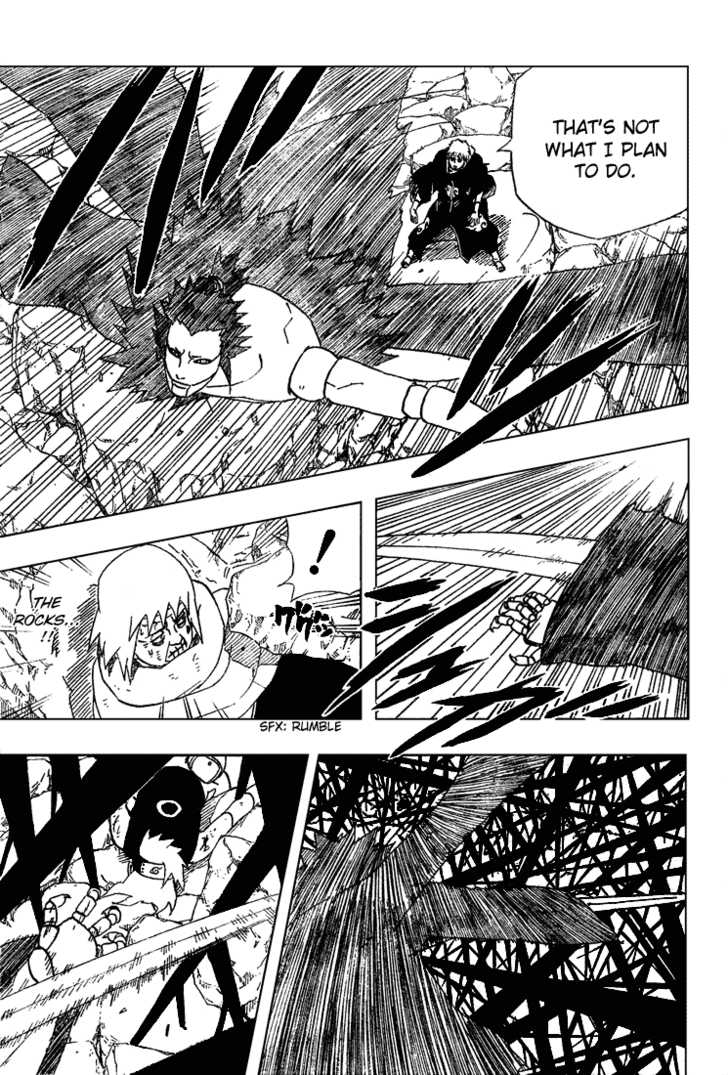 THAT'S NOT
WHAT I PLAN
TO DO.
!
THE
ROCKS...
!!
SFX: RUMBLE